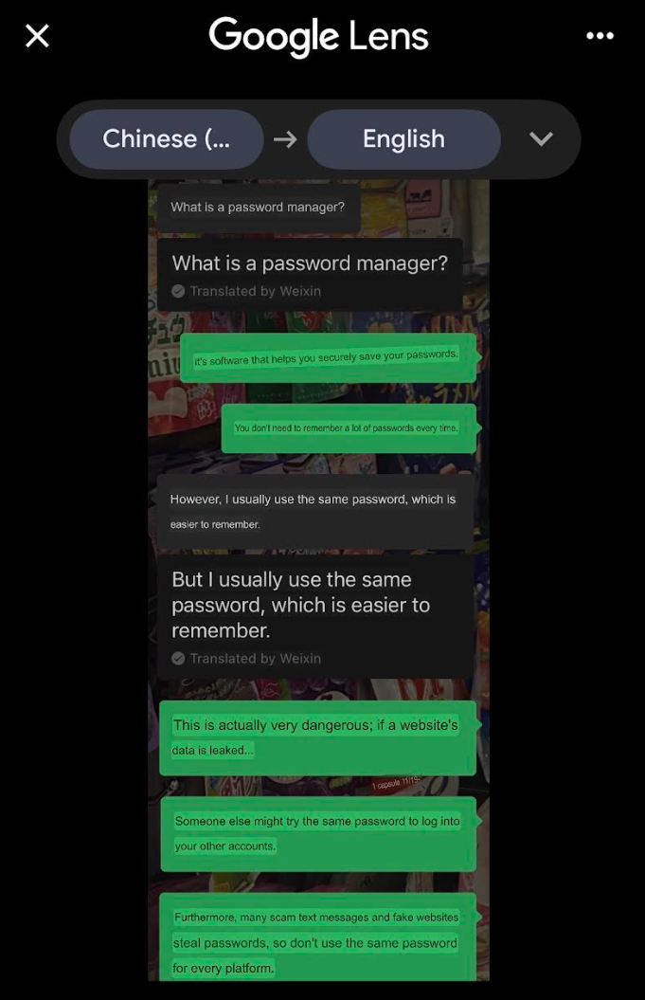 Google Lens
Chinese (...
English
What is a password manager?
What is a password manager?
Translated by Weixin
it's software that helps you securely save your passwords.
You don't need to remember a lot of passwords every time.
However, I usually use the same password, which is
easier to remember.
But I usually use the same
password, which is easier to
remember.
Translated by Weixin
This is actually very dangerous; if a website's
data is leaked...
1 capsule 11/15
Someone else might try the same password to log into
your other accounts.
Furthermore, many scam text messages and fake websites
steal passwords, so don't use the same password
for every platform.